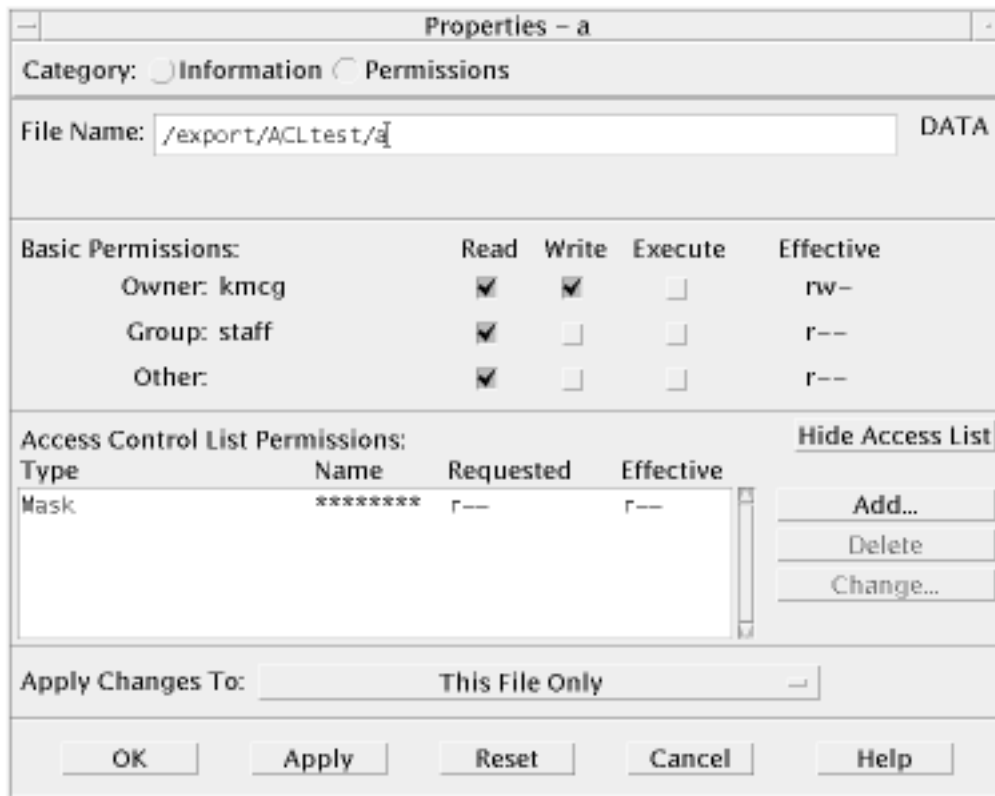 Properties – a
Category: Information Permissions
File Name: /export/ACLtest/a DATA
Basic Permissions: Read Write Execute Effective
Owner: kmcg rw–
Group: staff r––
Other: r––
Access Control List Permissions: Hide Access List
Type Name Requested Effective
Mask ******** r–– r––
Add...
Delete
Change...
Apply Changes To: This File Only
OK Apply Reset Cancel Help